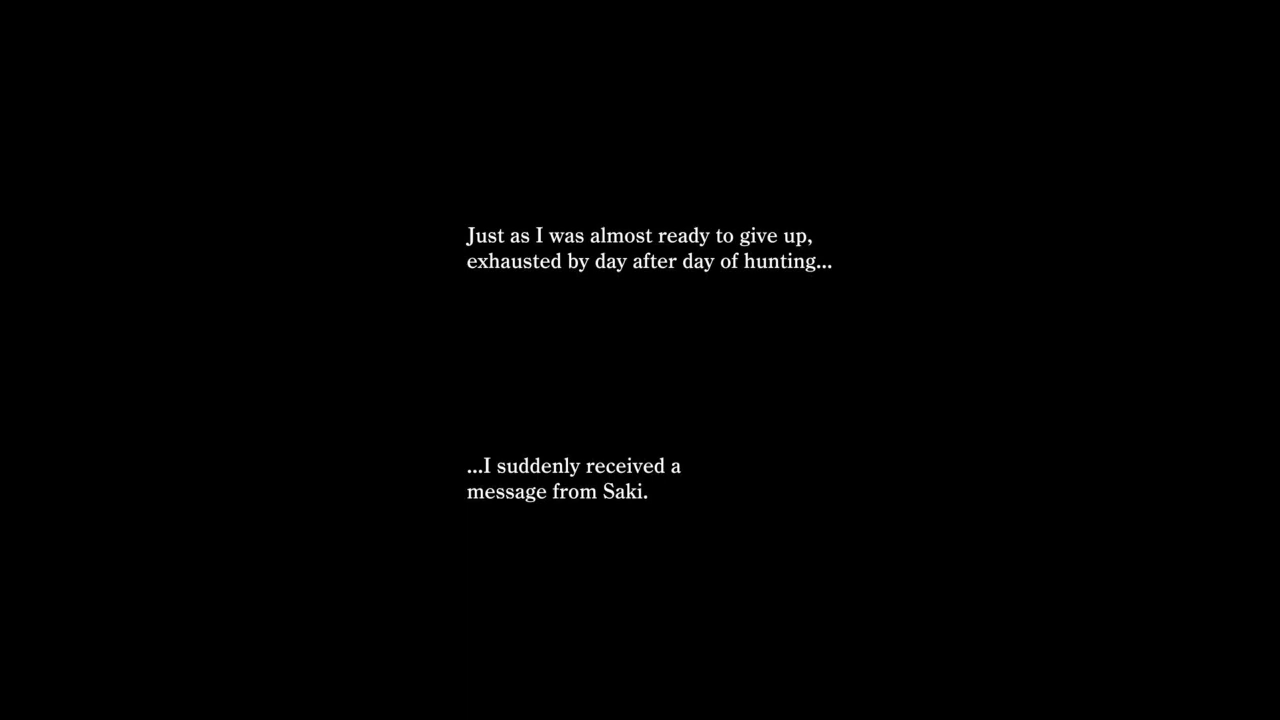 Just as I was almost ready to give up,
exhausted by day after day of hunting...
...I suddenly received a
message from Saki.